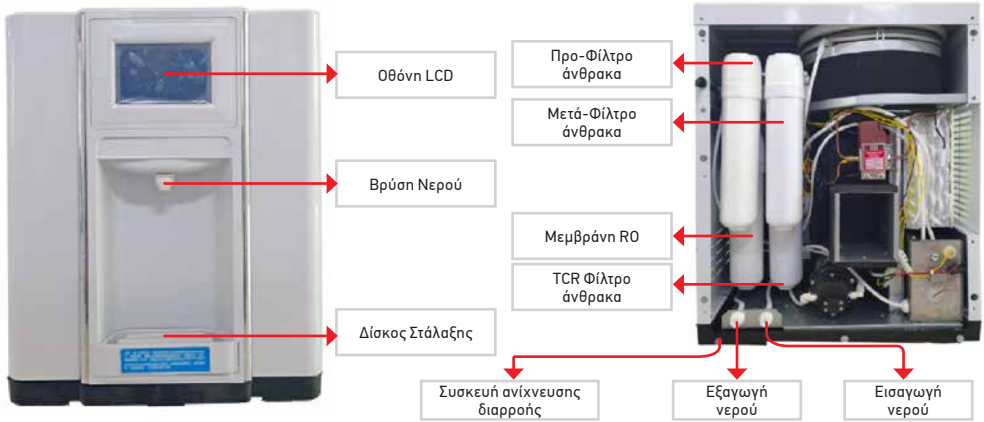 Οθόνη LCD
Βρύση Νερού
Δίσκος Στάλαξης
Προ-Φίλτρο
άνθρακα
Μετά-Φίλτρο
άνθρακα
Μεμβράνη RO
TCR Φίλτρο
άνθρακα
Συσκευή ανίχνευσης
διαρροής
Εξαγωγή
νερού
Εισαγωγή
νερού